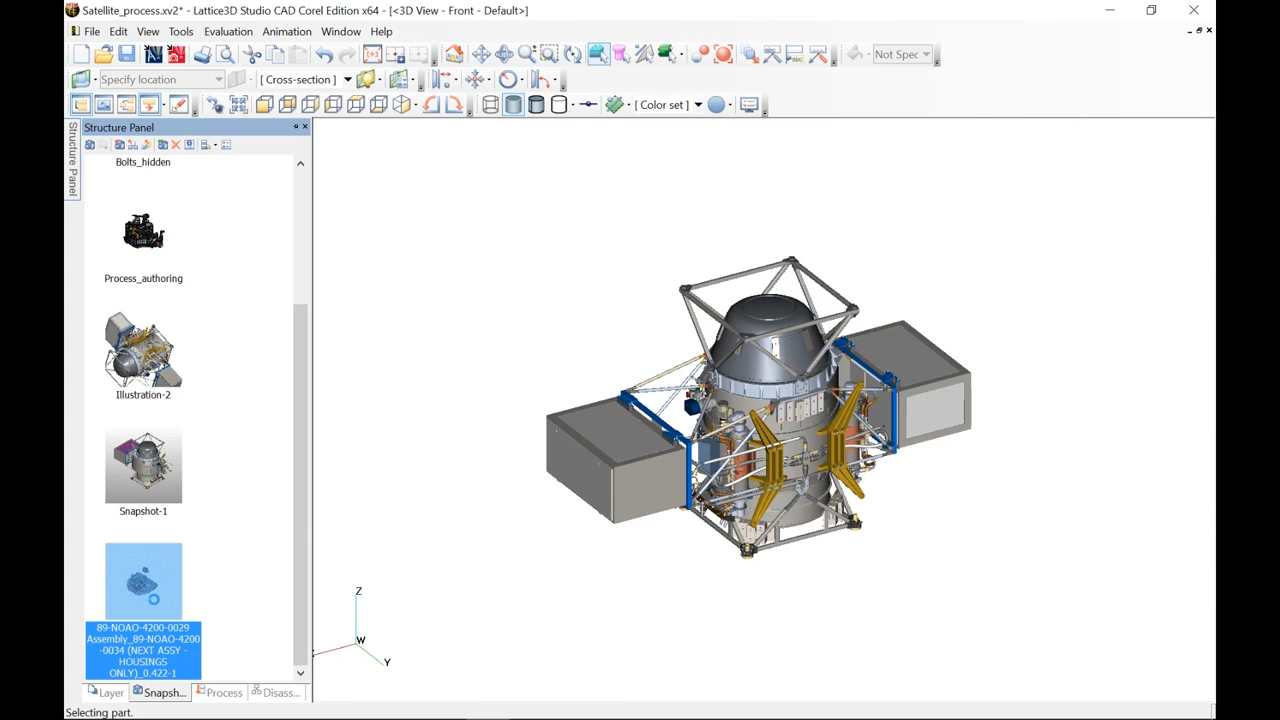 Satellite_process.xv2* - Lattice3D Studio CAD Corel Edition x64 - [<3D View - Front - Default>]
File Edit View Tools Evaluation Animation Window Help
Not Spec
Specify location [ Cross-section ]
[ Color set ]
Structure Panel
Structure Panel
Bolts_hidden
Process_authoring
Illustration-2
Snapshot-1
89-NOAO-4200-0029
Assembly_89-NOAO-4200
-0034 (NEXT ASSY -
HOUSINGS
ONLY)_0.422-1
Z
W
Y
Layer Snapsh... Process Disass...
Selecting part.